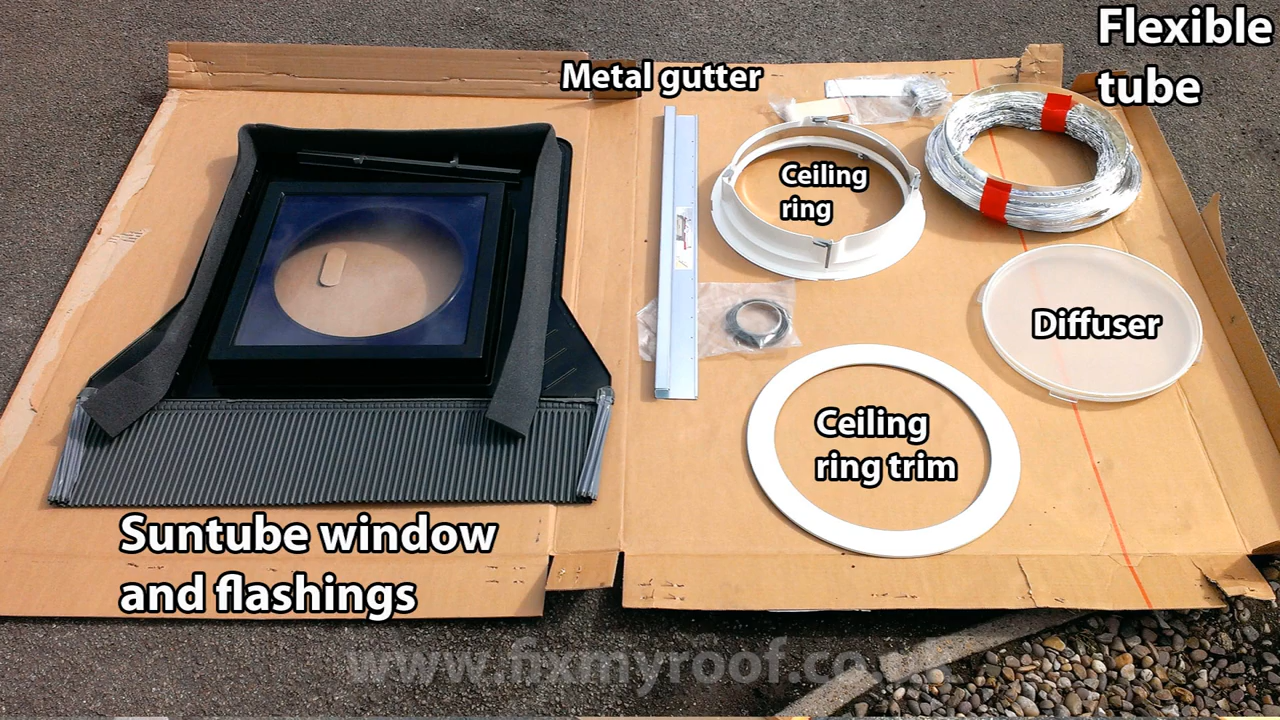 Flexible
tube
Metal gutter
Ceiling
ring
Diffuser
Ceiling
ring trim
Suntube window
and flashings
www.fixmyroof.co.uk